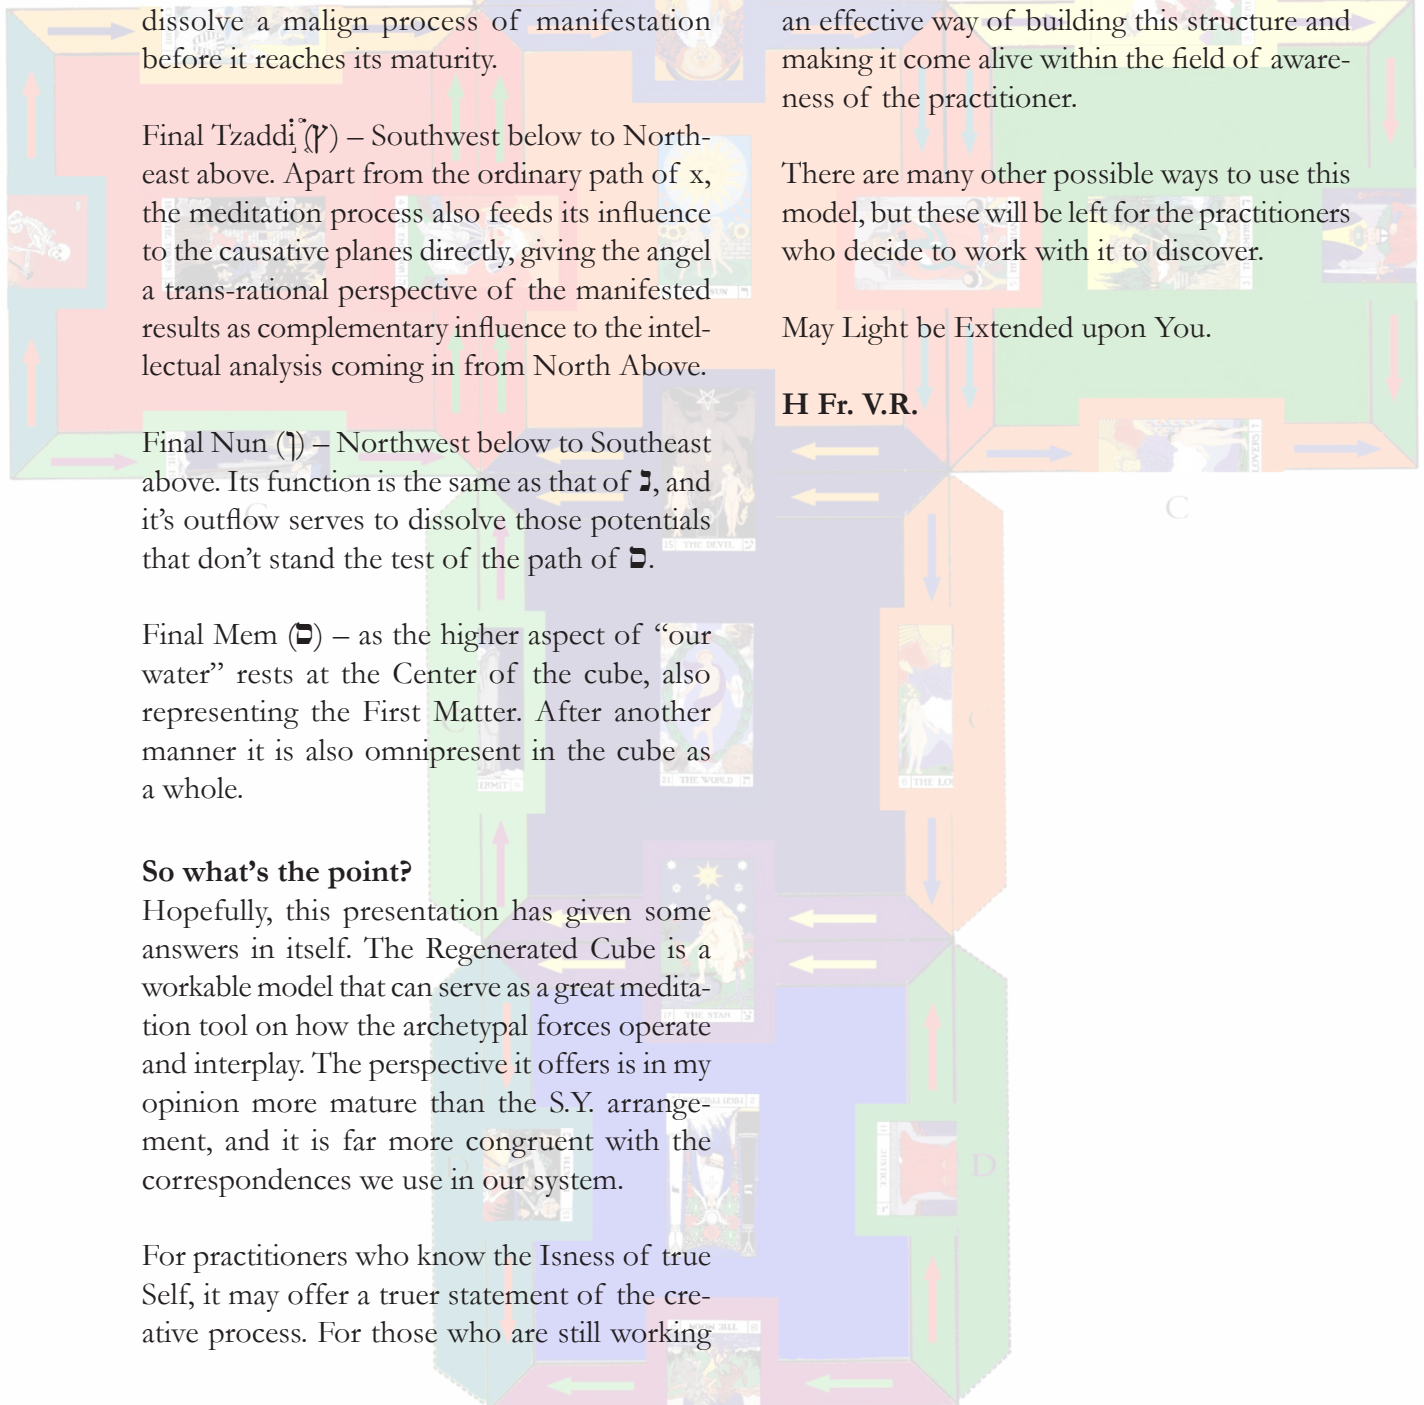 dissolve a malign process of manifestation
before it reaches its maturity.
Final Tzaddi (ץ) – Southwest below to North-
east above. Apart from the ordinary path of x,
the meditation process also feeds its influence
to the causative planes directly, giving the angel
a trans-rational perspective of the manifested
results as complementary influence to the intel-
lectual analysis coming in from North Above.
Final Nun (ן) – Northwest below to Southeast
above. Its function is the same as that of נ, and
it’s outflow serves to dissolve those potentials
that don’t stand the test of the path of ם.
Final Mem (ם) – as the higher aspect of “our
water” rests at the Center of the cube, also
representing the First Matter. After another
manner it is also omnipresent in the cube as
a whole.
So what’s the point?
Hopefully, this presentation has given some
answers in itself. The Regenerated Cube is a
workable model that can serve as a great medita-
tion tool on how the archetypal forces operate
and interplay. The perspective it offers is in my
opinion more mature than the S.Y. arrange-
ment, and it is far more congruent with the
correspondences we use in our system.
For practitioners who know the Isness of true
Self, it may offer a truer statement of the cre-
ative process. For those who are still working
an effective way of building this structure and
making it come alive within the field of aware-
ness of the practitioner.
There are many other possible ways to use this
model, but these will be left for the practitioners
who decide to work with it to discover.
May Light be Extended upon You.
H Fr. V.R.
C
C
C
C
D
D
15 THE DEVIL
21 THE WORLD
17 THE STAR
THE MOON
JUSTICE
LOVERS